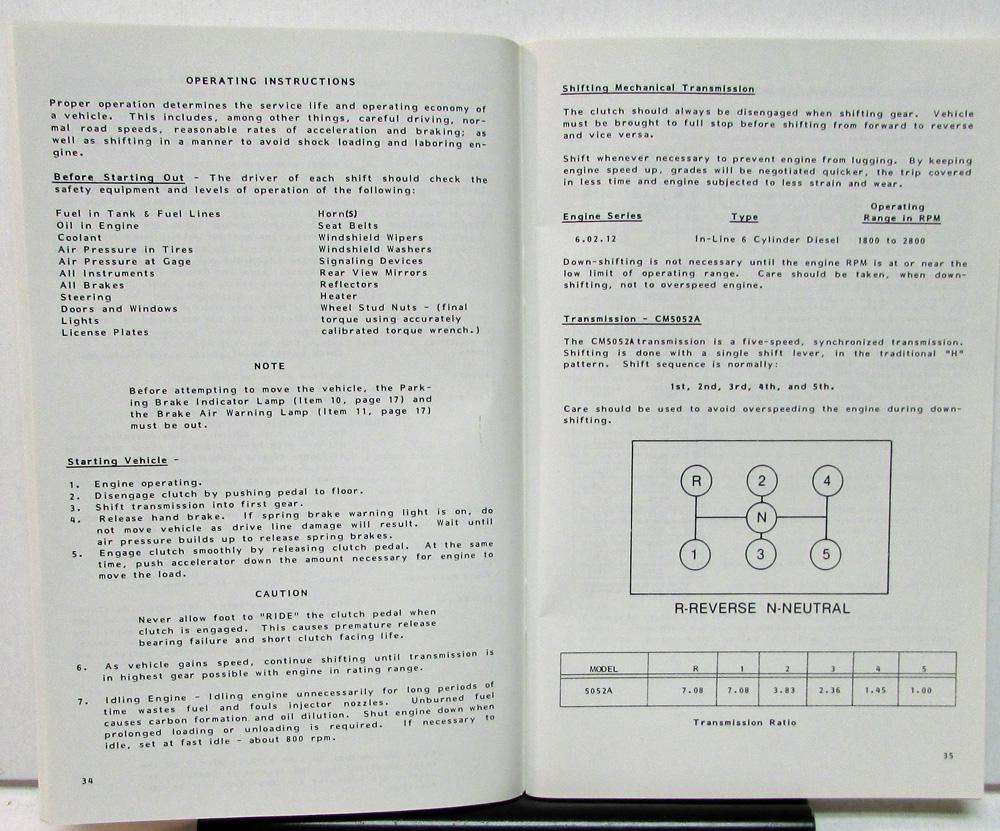 OPERATING INSTRUCTIONS
Proper operation determines the service life and operating economy of
a vehicle. This includes, among other things, careful driving, nor-
mal road speeds, reasonable rates of acceleration and braking; as
well as shifting in a manner to avoid shock loading and laboring en-
gine.
Before Starting Out - The driver of each shift should check the
safety equipment and levels of operation of the following:
Fuel in Tank & Fuel Lines
Oil in Engine
Coolant
Air Pressure in Tires
Air Pressure at Gage
All Instruments
All Brakes
Steering
Doors and Windows
Lights
License Plates
Horn(s)
Seat Belts
Windshield Wipers
Windshield Washers
Signaling Devices
Rear View Mirrors
Reflectors
Heater
Wheel Stud Nuts - (final
torque using accurately
calibrated torque wrench.)
NOTE
Before attempting to move the vehicle, the Park-
ing Brake Indicator Lamp (Item 10, page 17) and
the Brake Air Warning Lamp (Item 11, page 17)
must be out.
Starting Vehicle -
1. Engine operating.
2. Disengage clutch by pushing pedal to floor.
3. Shift transmission into first gear.
4. Release hand brake. If spring brake warning light is on, do
not move vehicle as drive line damage will result. Wait until
air pressure builds up to release spring brakes.
5. Engage clutch smoothly by releasing clutch pedal. At the same
time, push accelerator down the amount necessary for engine to
move the load.
CAUTION
Never allow foot to "RIDE" the clutch pedal when
clutch is engaged. This causes premature release
bearing failure and short clutch facing life.
6. As vehicle gains speed, continue shifting until transmission is
in highest gear possible with engine in rating range.
7. Idling Engine - Idling engine unnecessarily for long periods of
time wastes fuel and fouls injector nozzles. Unburned fuel
causes carbon formation and oil dilution. Shut engine down when
prolonged loading or unloading is required. If necessary to
idle, set at fast idle - about 800 rpm.
34
Shifting Mechanical Transmission
The clutch should always be disengaged when shifting gear. Vehicle
must be brought to full stop before shifting from forward to reverse
and vice versa.
Shift whenever necessary to prevent engine from lugging. By keeping
engine speed up, grades will be negotiated quicker, the trip covered
in less time and engine subjected to less strain and wear.
Operating
Engine Series Type Range in RPM
6.02.12 In-Line 6 Cylinder Diesel 1800 to 2800
Down-shifting is not necessary until the engine RPM is at or near the
low limit of operating range. Care should be taken, when down-
shifting, not to overspeed engine.
Transmission - CM5052A
The CM5052A transmission is a five-speed, synchronized transmission.
Shifting is done with a single shift lever, in the traditional "H"
pattern. Shift sequence is normally:
1st, 2nd, 3rd, 4th, and 5th.
Care should be used to avoid overspeeding the engine during down-
shifting.
R 2 4
N
1 3 5
R-REVERSE N-NEUTRAL
MODEL R 1 2 3 4 5
5052A 7.08 7.08 3.83 2.36 1.45 1.00
Transmission Ratio
35